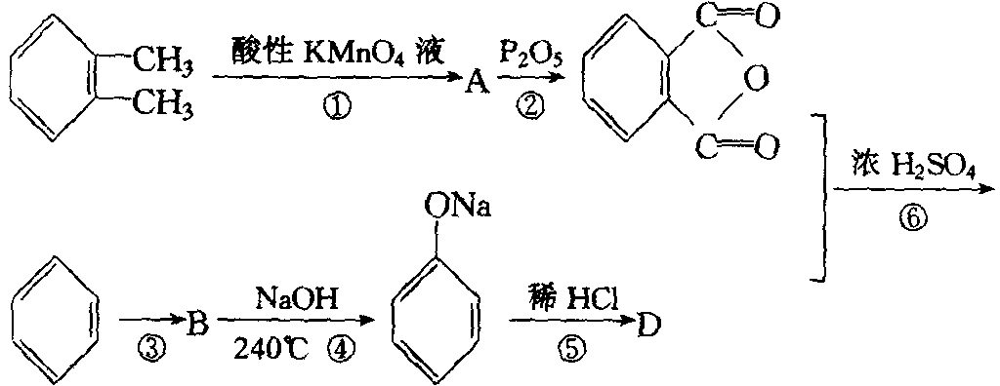 C=O
CH₃ 酸性 KMnO₄ 液 A P₂O₅ O
CH₃ ① ②
C=O
浓 H₂SO₄
⑥
ONa
NaOH 稀 HCl
③ B 240℃ ④ ⑤ D